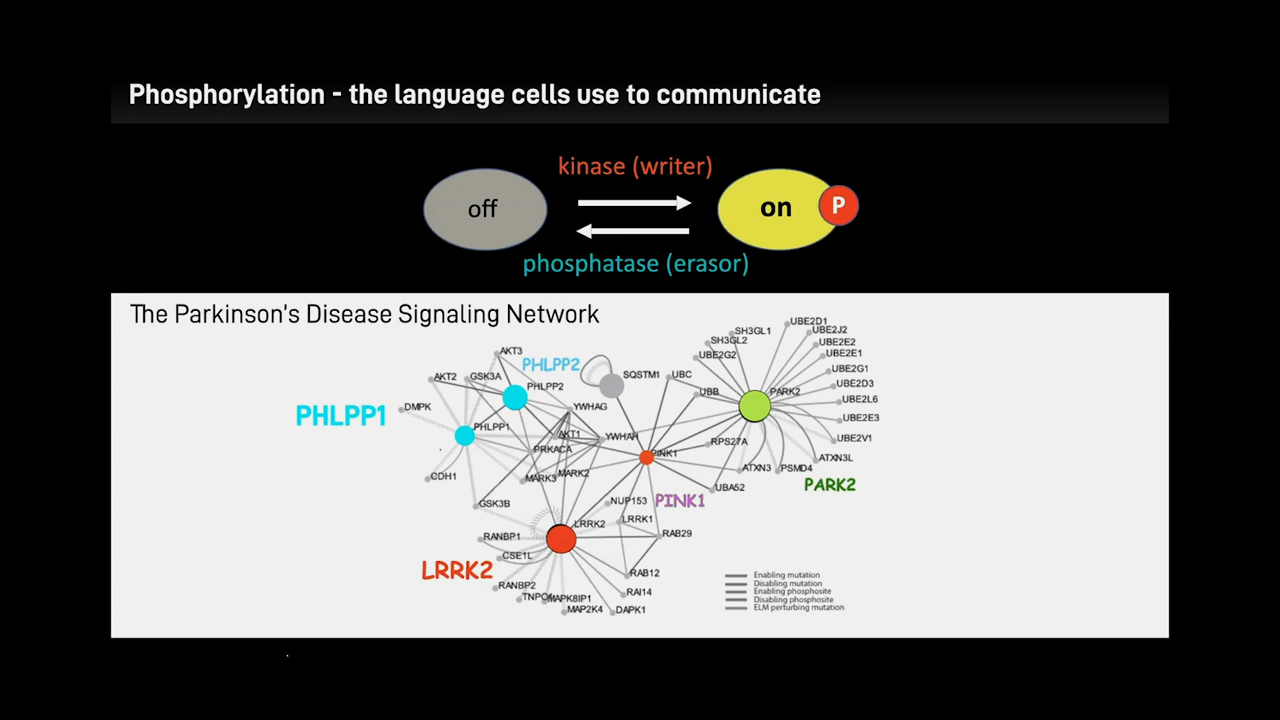 Phosphorylation - the language cells use to communicate
kinase (writer)
off
on
P
phosphatase (erasor)
The Parkinson's Disease Signaling Network
UBE2D1
SH3GL1
UBE2J2
SH3GL2
UBE2E2
AKT3
UBE2G2
UBE2E1
PHLPP2
SQSTM1
UBC
UBE2G1
AKT2
GSK3A
PHLPP2
UBB
PARK2
UBE2D3
UBE2L6
DMPK
YWHAG
PHLPP1
UBE2E3
PHLPP1
AKT1
YWHAH
RPS27A
UBE2V1
PRKACA
PINK1
ATXN3L
CDH1
MARK3
MARK2
ATXN3
PSMD4
UBA52
PARK2
GSK3B
NUP153
PINK1
LRRK2
LRRK1
RANBP1
RAB29
CSE1L
LRRK2
RAB12
RANBP2
RAI14
MAPK8IP1
MAP2K4
DAPK1
Enabling mutation
Disabling mutation
Enabling phosphosite
Disabling phosphosite
ELM perturbing mutation